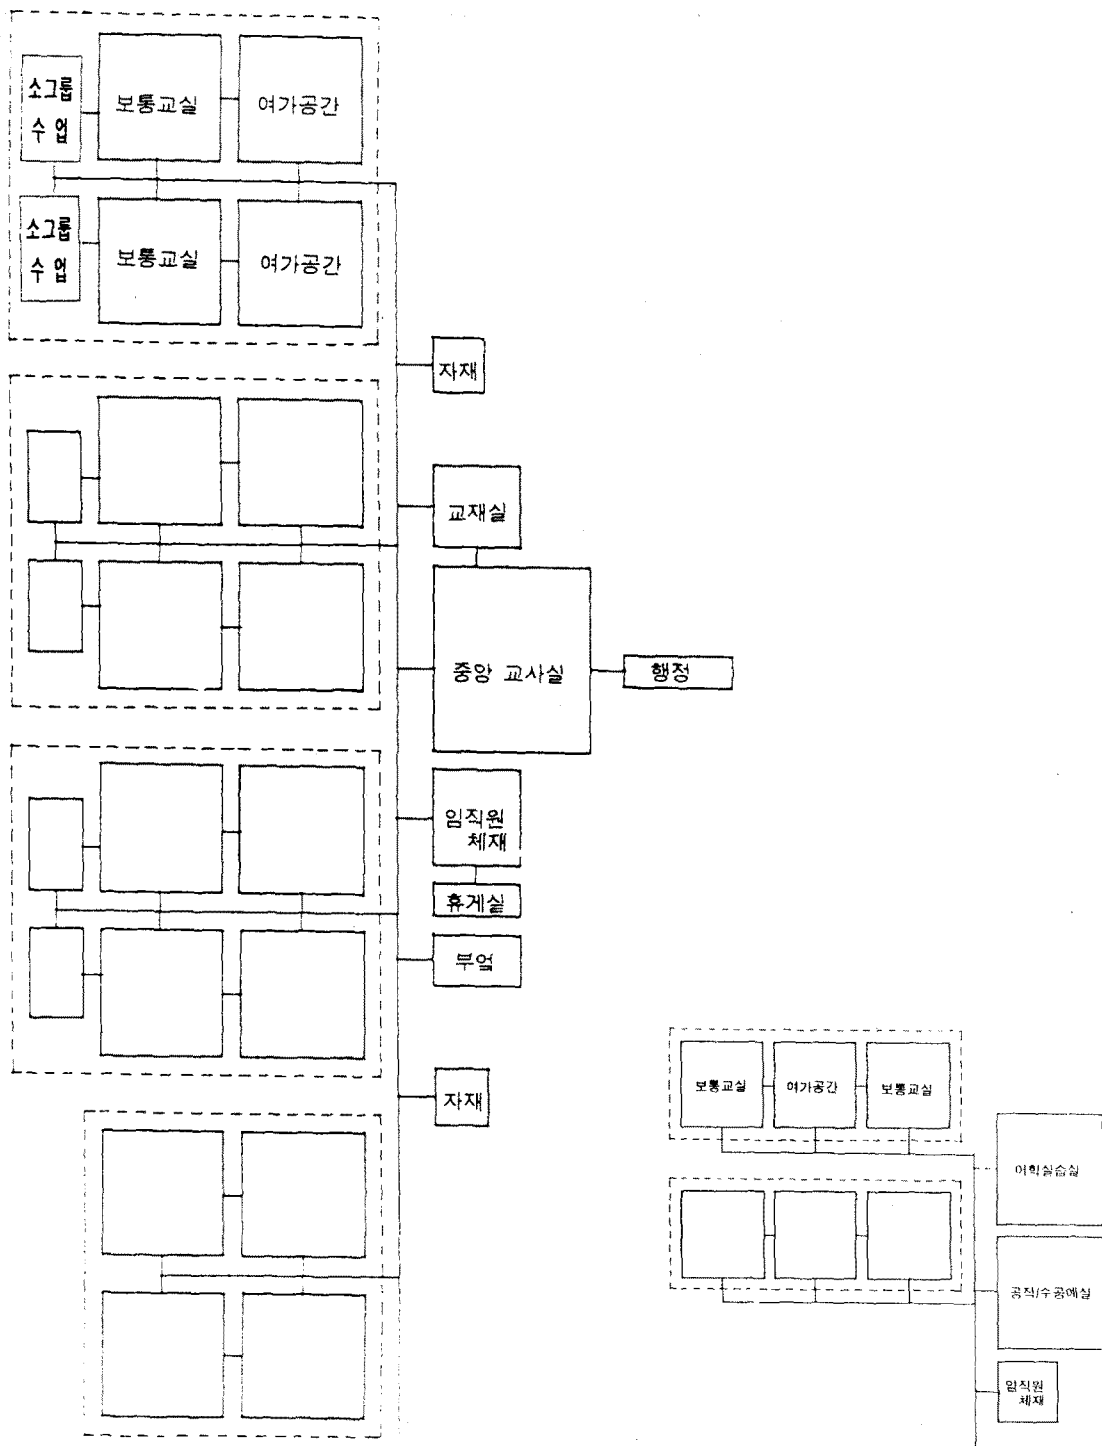 소그룹
수업
보통교실
여가공간
소그룹
수업
보통교실
여가공간
자재
교재실
중앙 교사실
행정
임직원
체재
휴게실
부엌
자재
보통교실
여가공간
보통교실
어학실습실
공작/수공예실
임직원
체재